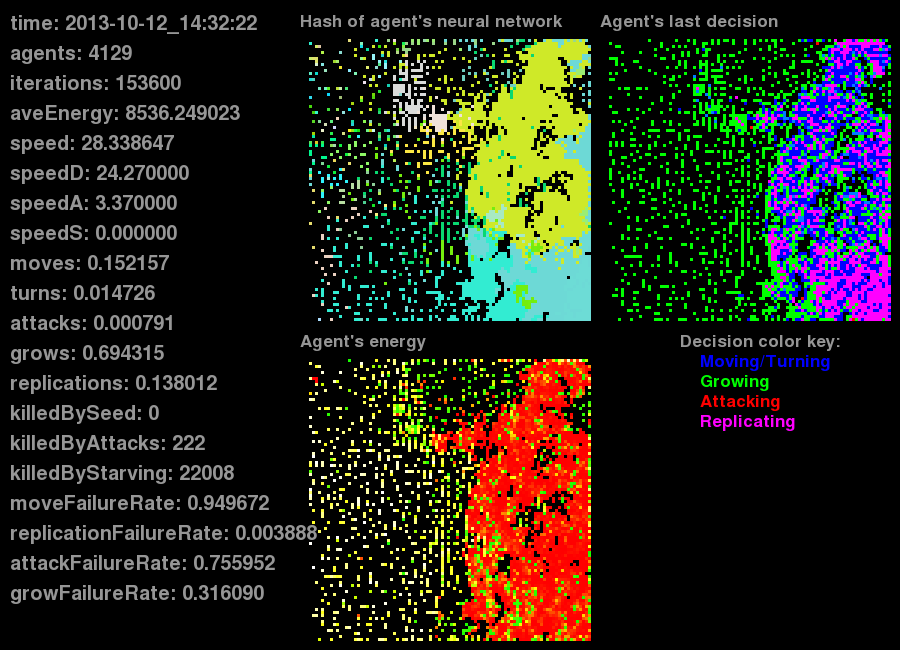 time: 2013-10-12_14:32:22
agents: 4129
iterations: 153600
aveEnergy: 8536.249023
speed: 28.338647
speedD: 24.270000
speedA: 3.370000
speedS: 0.000000
moves: 0.152157
turns: 0.014726
attacks: 0.000791
grows: 0.694315
replications: 0.138012
killedBySeed: 0
killedByAttacks: 222
killedByStarving: 22008
moveFailureRate: 0.949672
replicationFailureRate: 0.003888
attackFailureRate: 0.755952
growFailureRate: 0.316090
Hash of agent's neural network
Agent's last decision
Agent's energy
Decision color key:
Moving/Turning
Growing
Attacking
Replicating